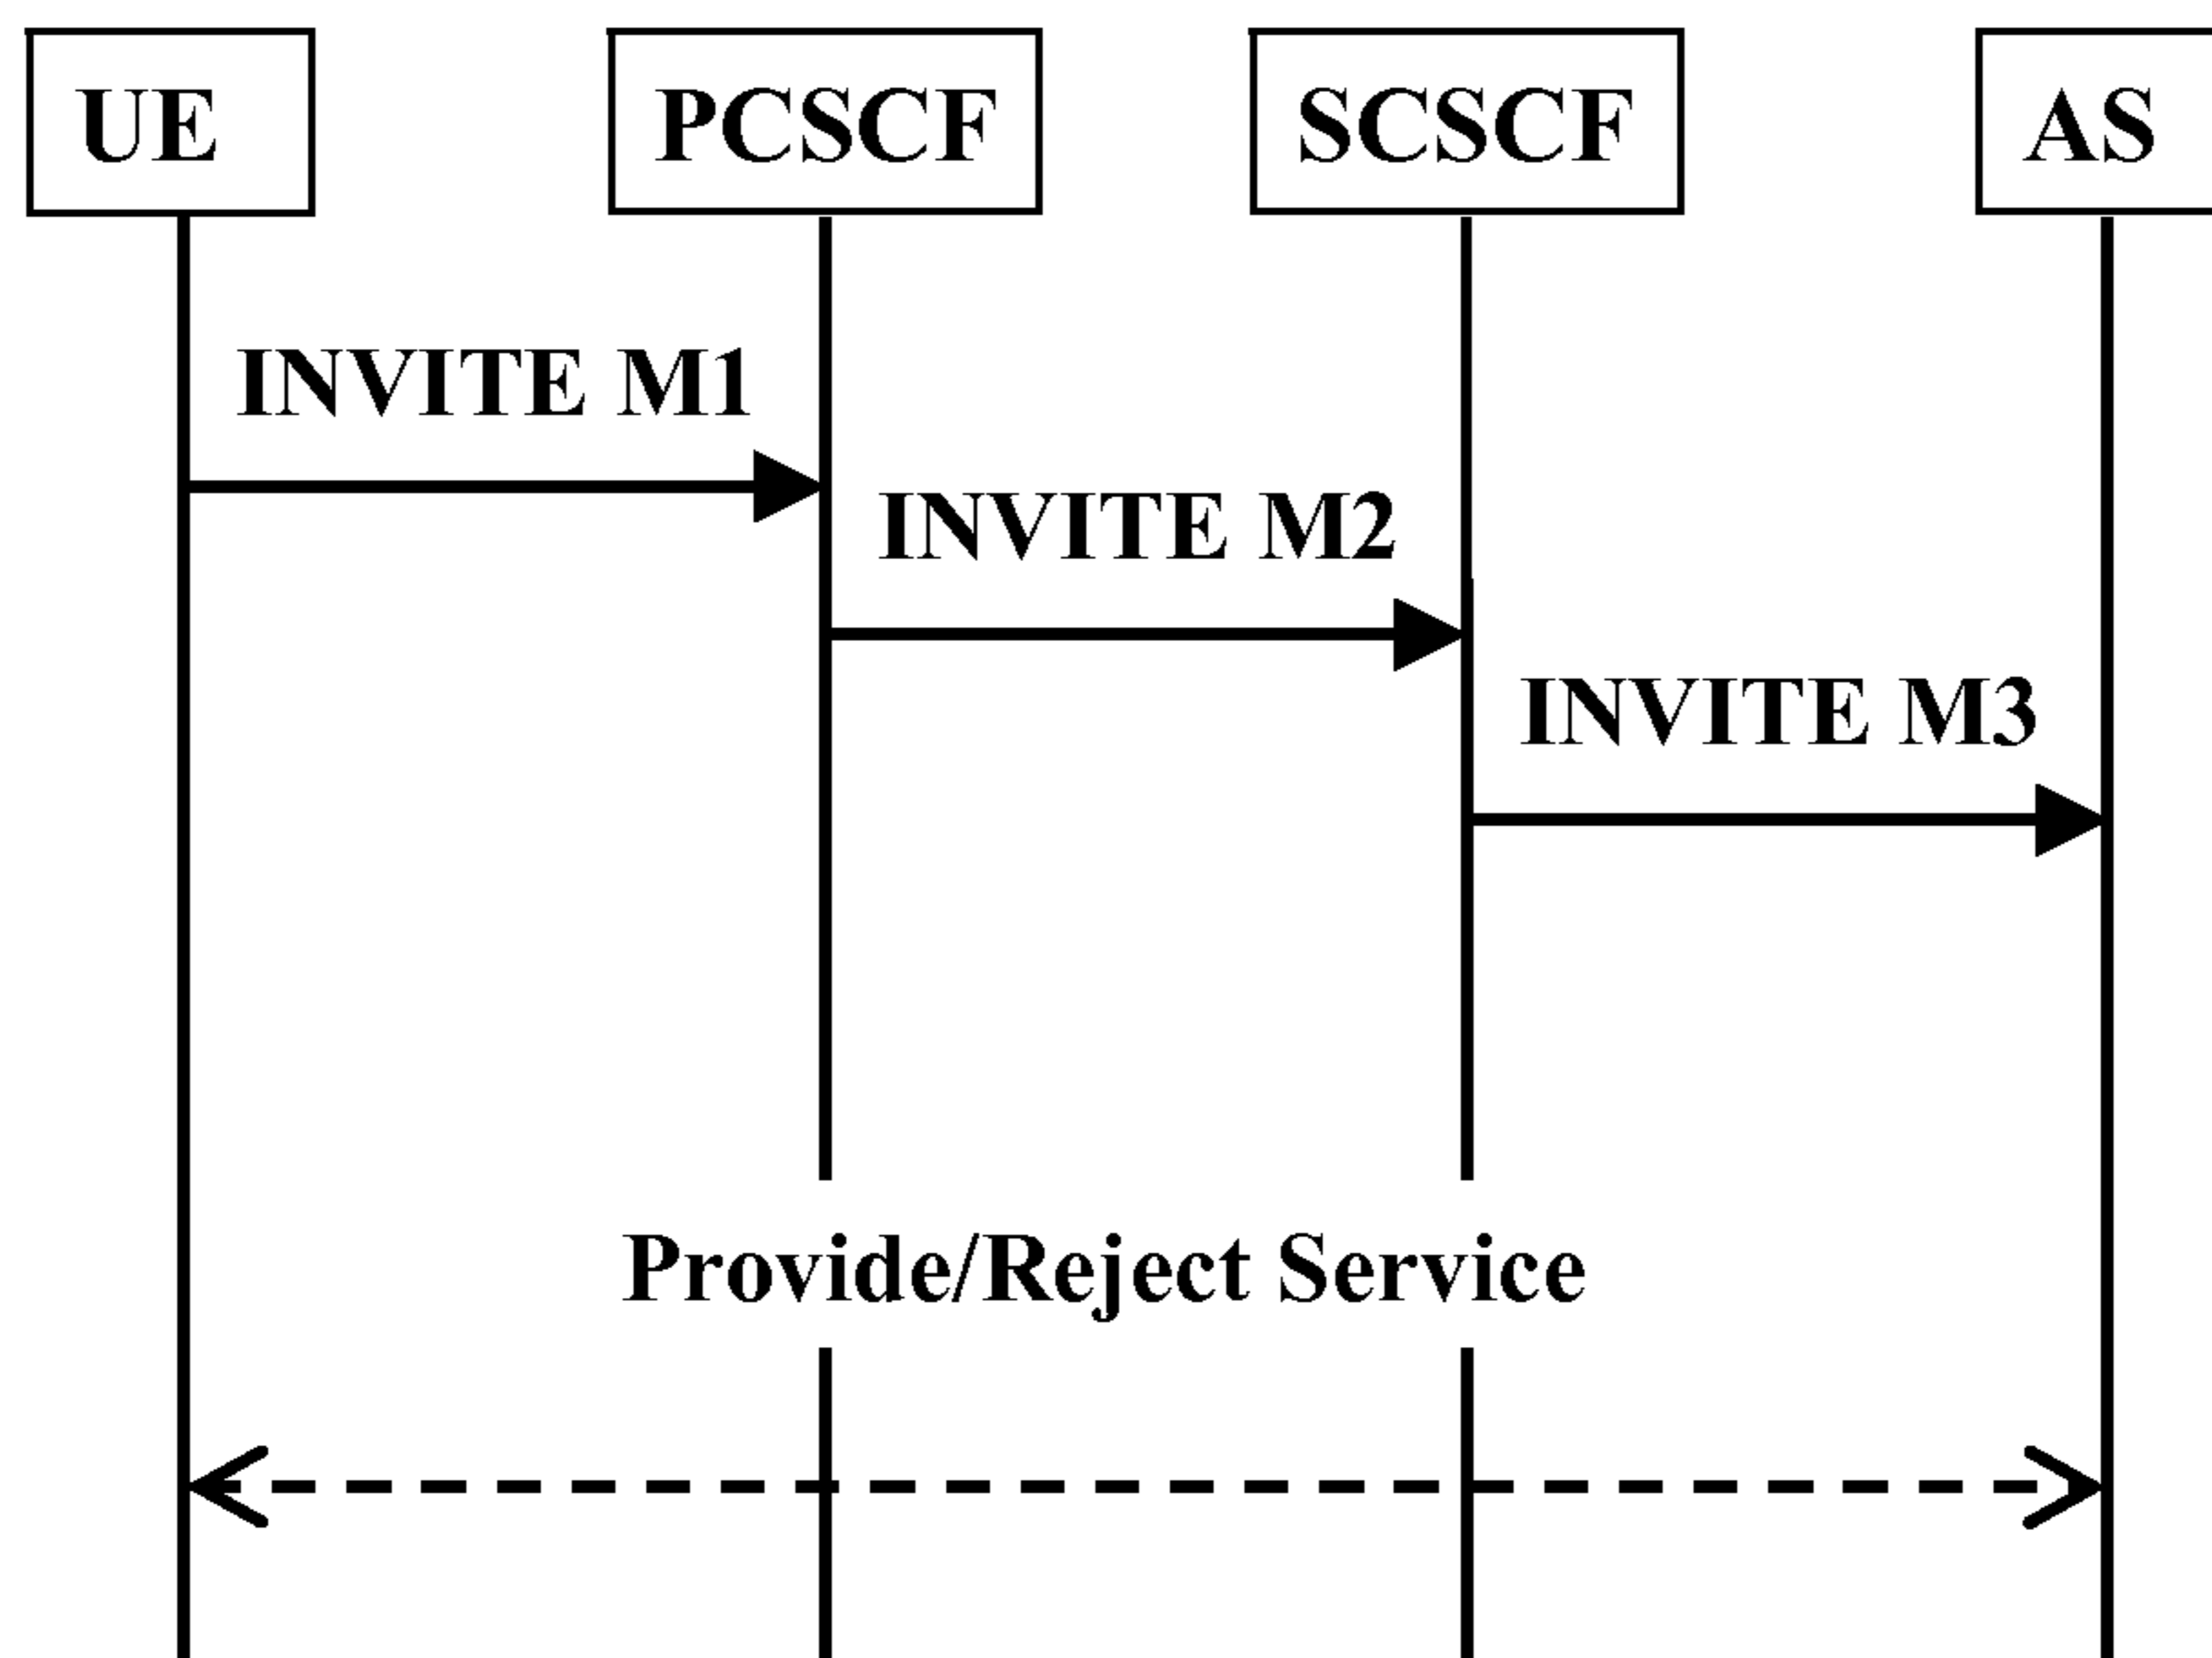 UE
PCSCF
SCSCF
AS
INVITE M1
INVITE M2
INVITE M3
Provide/Reject Service